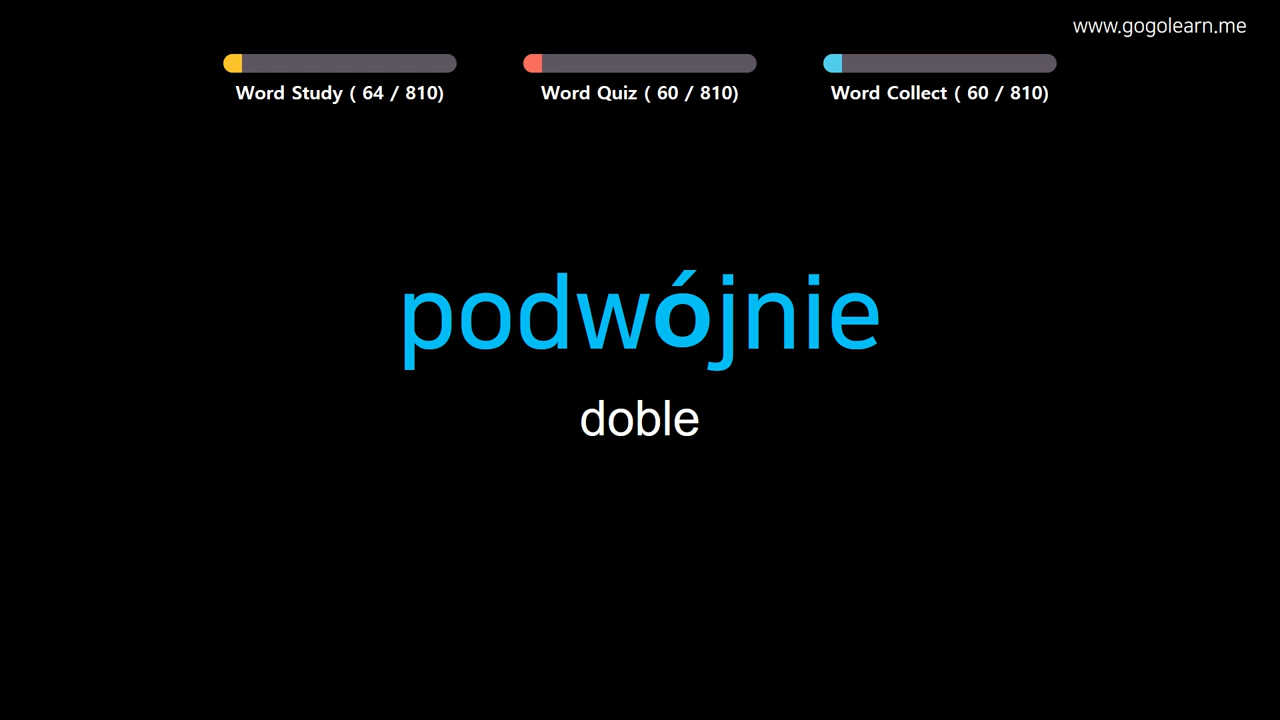 www.gogolearn.me
Word Study ( 64 / 810)
Word Quiz ( 60 / 810)
Word Collect ( 60 / 810)
podwójnie
doble